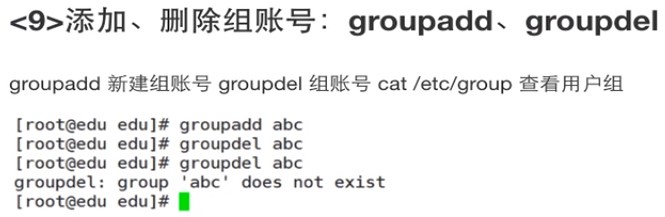 <9>添加、删除组账号：groupadd、groupdel
groupadd 新建组账号 groupdel 组账号 cat /etc/group 查看用户组
[root@edu edu]# groupadd abc
[root@edu edu]# groupdel abc
[root@edu edu]# groupdel abc
groupdel: group 'abc' does not exist
[root@edu edu]#